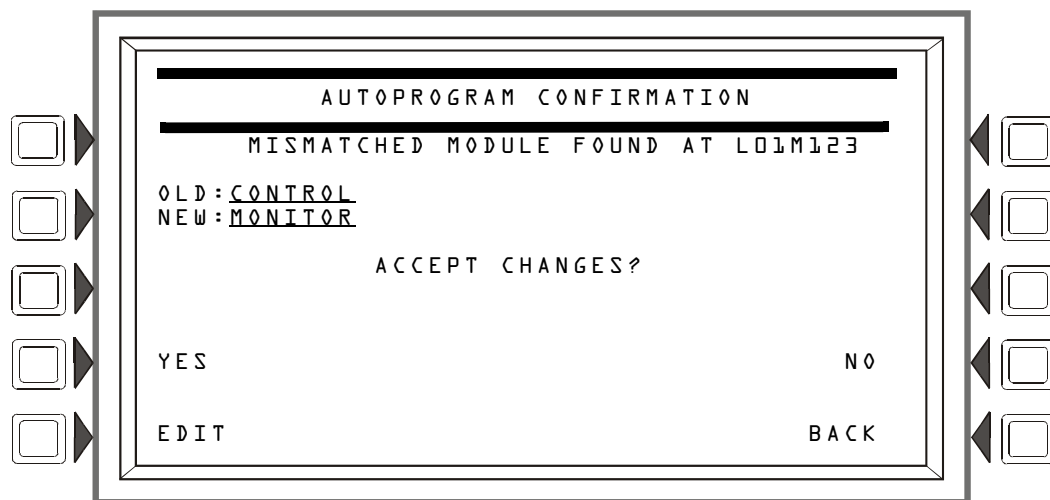 AUTOPROGRAM CONFIRMATION
MISMATCHED MODULE FOUND AT L01M123
OLD:CONTROL
NEW:MONITOR
ACCEPT CHANGES?
YES NO
EDIT BACK